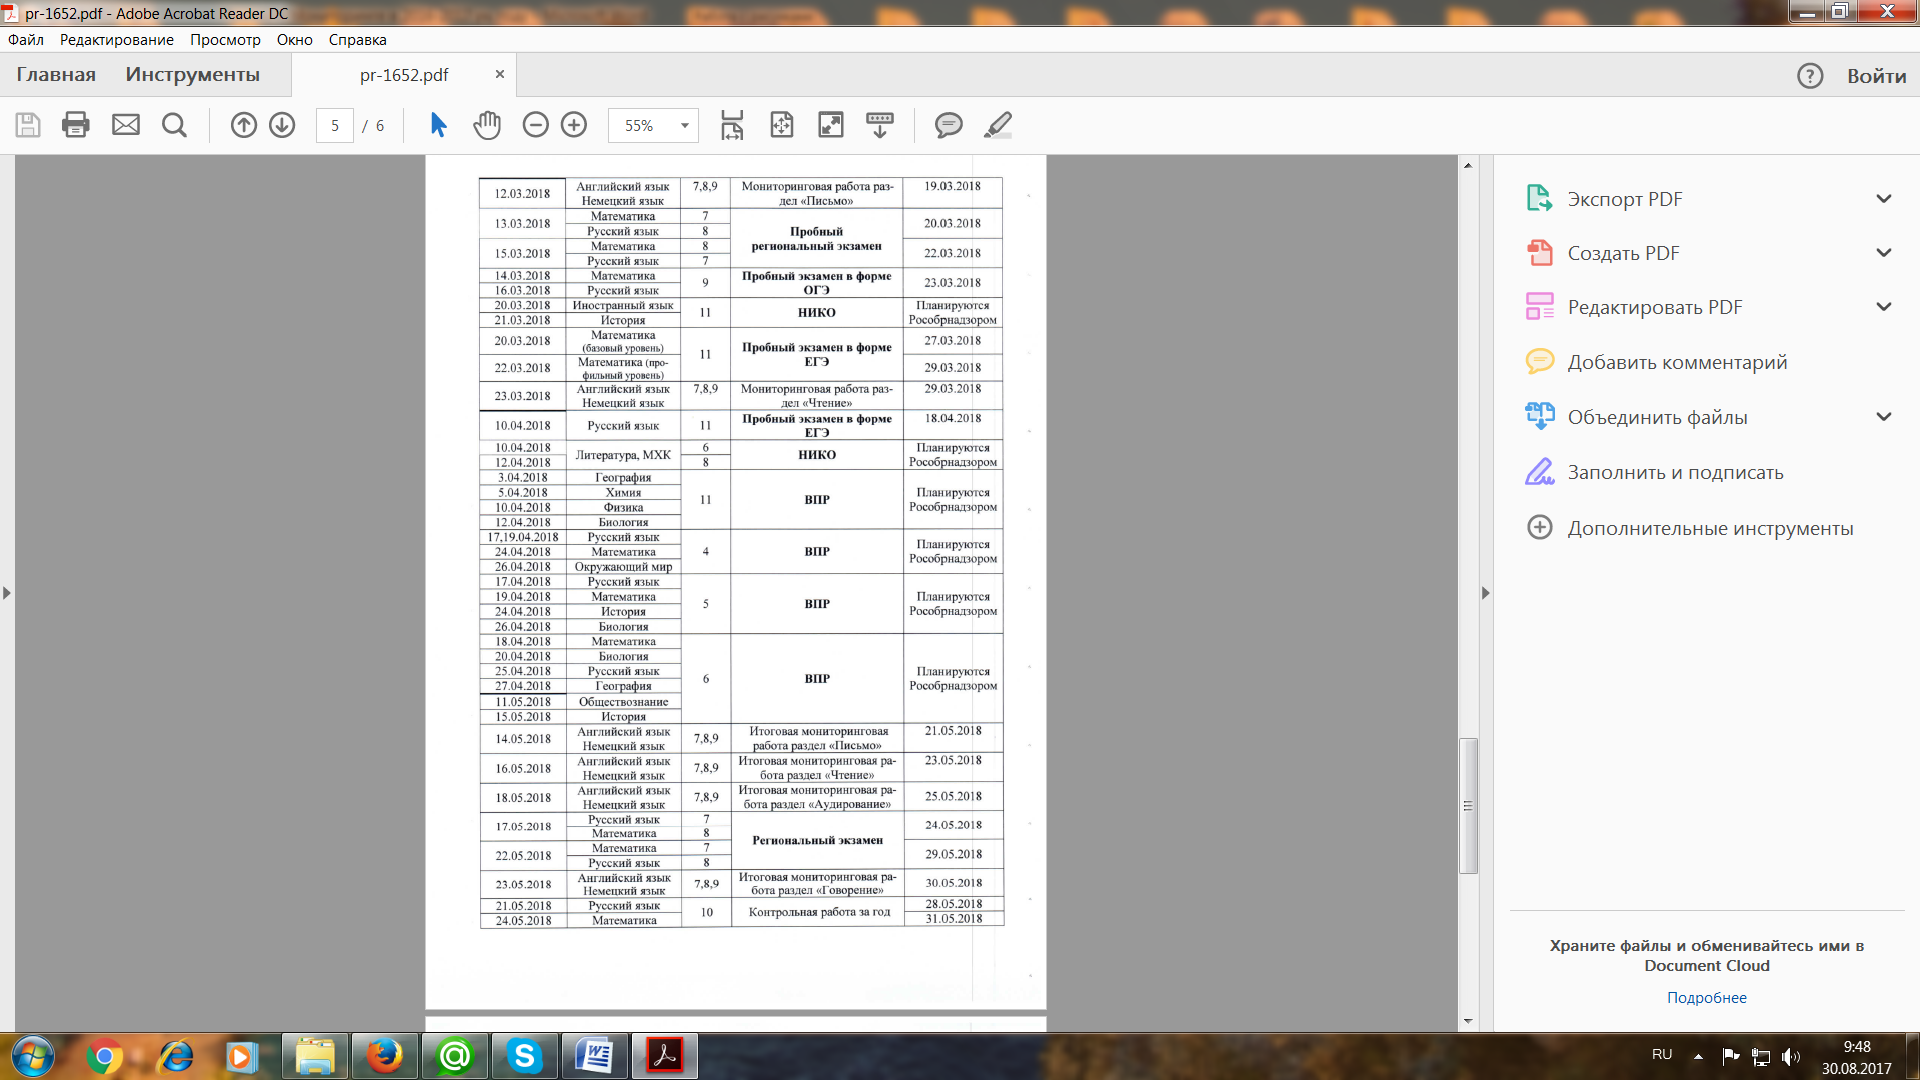 pr-1652.pdf - Adobe Acrobat Reader DC
Файл Редактирование Просмотр Окно Справка
Главная Инструменты pr-1652.pdf × Войти
5 / 6 55%
12.03.2018 Английский язык 7,8,9 Мониторинговая работа раз- 19.03.2018
Немецкий язык дел «Письмо»
13.03.2018 Математика 7 Пробный 20.03.2018
Русский язык 8 региональный экзамен
15.03.2018 Математика 8 22.03.2018
Русский язык 7
14.03.2018 Математика 9 Пробный экзамен в форме 23.03.2018
16.03.2018 Русский язык ОГЭ
20.03.2018 Иностранный язык 11 НИКО Планируются
21.03.2018 История Рособрнадзором
20.03.2018 Математика 11 Пробный экзамен в форме 27.03.2018
(базовый уровень) ЕГЭ
22.03.2018 Математика (про- 29.03.2018
фильный уровень)
23.03.2018 Английский язык 7,8,9 Мониторинговая работа раз- 29.03.2018
Немецкий язык дел «Чтение»
10.04.2018 Русский язык 11 Пробный экзамен в форме 18.04.2018
ЕГЭ
10.04.2018 Литература, МХК 6 НИКО Планируются
12.04.2018 8 Рособрнадзором
3.04.2018 География 11 ВПР Планируются
5.04.2018 Химия Рособрнадзором
10.04.2018 Физика
12.04.2018 Биология
17,19.04.2018 Русский язык 4 ВПР Планируются
24.04.2018 Математика Рособрнадзором
26.04.2018 Окружающий мир
17.04.2018 Русский язык 5 ВПР Планируются
19.04.2018 Математика Рособрнадзором
24.04.2018 История
26.04.2018 Биология
18.04.2018 Математика 6 ВПР Планируются
20.04.2018 Биология Рособрнадзором
25.04.2018 Русский язык
27.04.2018 География
11.05.2018 Обществознание
15.05.2018 История
14.05.2018 Английский язык 7,8,9 Итоговая мониторинговая 21.05.2018
Немецкий язык работа раздел «Письмо»
16.05.2018 Английский язык 7,8,9 Итоговая мониторинговая ра- 23.05.2018
Немецкий язык бота раздел «Чтение»
18.05.2018 Английский язык 7,8,9 Итоговая мониторинговая ра- 25.05.2018
Немецкий язык бота раздел «Аудирование»
17.05.2018 Русский язык 7 Региональный экзамен 24.05.2018
Математика 8
22.05.2018 Математика 7 29.05.2018
Русский язык 8
23.05.2018 Английский язык 7,8,9 Итоговая мониторинговая ра- 30.05.2018
Немецкий язык бота раздел «Говорение»
21.05.2018 Русский язык 10 Контрольная работа за год 28.05.2018
24.05.2018 Математика 31.05.2018
Экспорт PDF
Создать PDF
Редактировать PDF
Добавить комментарий
Объединить файлы
Заполнить и подписать
Дополнительные инструменты
Храните файлы и обменивайтесь ими в
Document Cloud
Подробнее
RU 9:48
30.08.2017